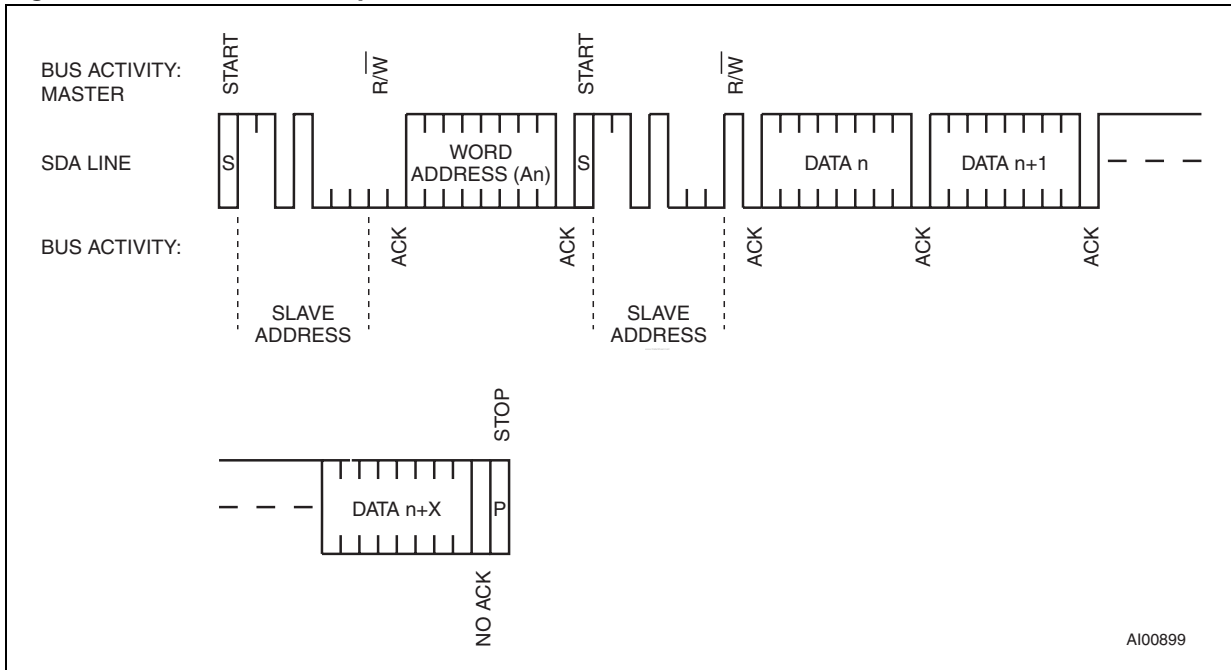 START
R/W
START
R/W
BUS ACTIVITY:
MASTER
SDA LINE
S
WORD
ADDRESS (An)
S
DATA n
DATA n+1
BUS ACTIVITY:
ACK
ACK
ACK
ACK
ACK
SLAVE
ADDRESS
SLAVE
ADDRESS
STOP
DATA n+X
P
NO ACK
AI00899